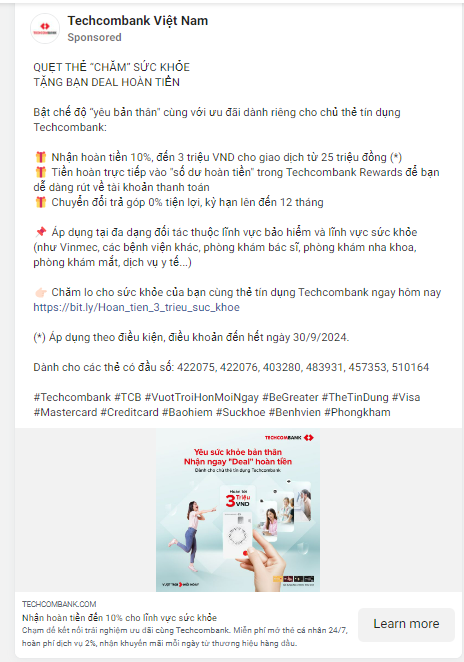 Techcombank Việt Nam
Sponsored
QUẸT THẺ "CHĂM" SỨC KHỎE
TẶNG BẠN DEAL HOÀN TIỀN
Bật chế độ "yêu bản thân" cùng với ưu đãi dành riêng cho chủ thẻ tín dụng
Techcombank:
🎁 Nhận hoàn tiền 10%, đến 3 triệu VND cho giao dịch từ 25 triệu đồng (*)
🎁 Tiền hoàn trực tiếp vào "số dư hoàn tiền" trong Techcombank Rewards để bạn
dễ dàng rút về tài khoản thanh toán
🎁 Chuyển đổi trả góp 0% tiện lợi, kỳ hạn lên đến 12 tháng
📌 Áp dụng tại đa dạng đối tác thuộc lĩnh vực bảo hiểm và lĩnh vực sức khỏe
(như Vinmec, các bệnh viện khác, phòng khám bác sĩ, phòng khám nha khoa,
phòng khám mắt, dịch vụ y tế...)
👉🏻 Chăm lo cho sức khỏe của bạn cùng thẻ tín dụng Techcombank ngay hôm nay
https://bit.ly/Hoan_tien_3_trieu_suc_khoe
(*) Áp dụng theo điều kiện, điều khoản đến hết ngày 30/9/2024.
Dành cho các thẻ có đầu số: 422075, 422076, 403280, 483931, 457353, 510164
#Techcombank #TCB #VuotTroiHonMoiNgay #BeGreater #TheTinDung #Visa
#Mastercard #Creditcard #Baohiem #Suckhoe #Benhvien #Phongkham
TECHCOMBANK
Yêu sức khỏe bản thân
Nhận ngay "Deal" hoàn tiền
Dành cho chủ thẻ tín dụng Techcombank
Hoàn tới
3 Triệu
VND
VƯỢT TRỘI HƠN MỖI NGÀY
TECHCOMBANK.COM
Nhận hoàn tiền đến 10% cho lĩnh vực sức khỏe
Chạm để kết nối trải nghiệm ưu đãi cùng Techcombank. Miễn phí mở thẻ cá nhân 24/7,
hoàn phí dịch vụ 2%, nhận khuyến mãi mỗi ngày từ thương hiệu hàng đầu.
Learn more